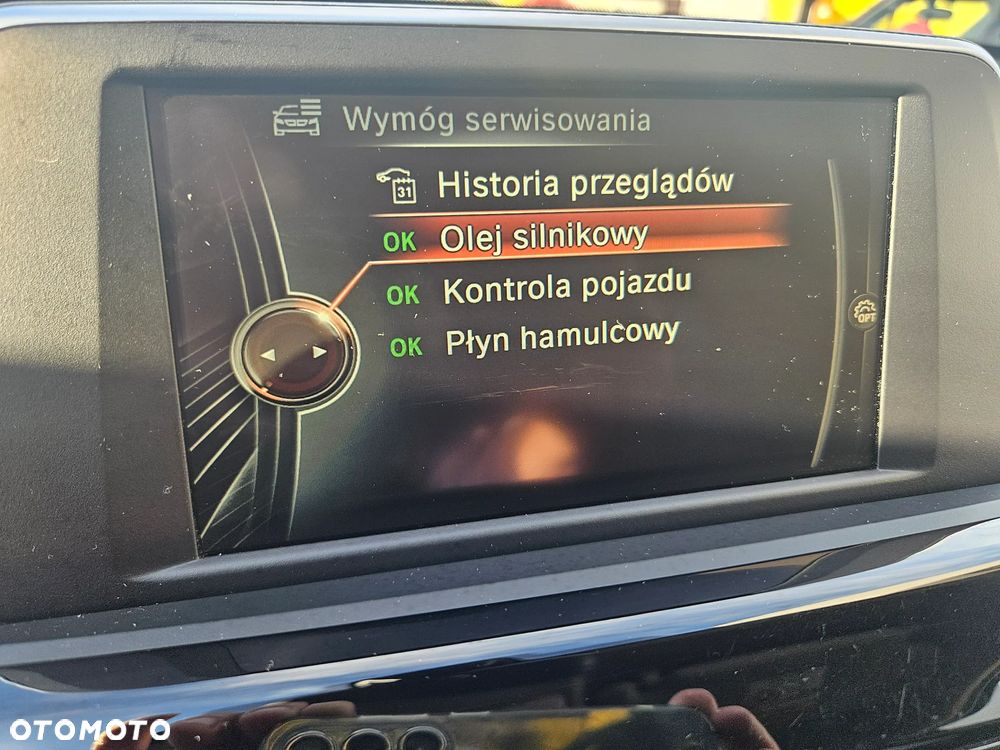 Wymóg serwisowania
31 Historia przeglądów
OK Olej silnikowy
OK Kontrola pojazdu
OK Płyn hamulcowy
OPT
OTOMOTO